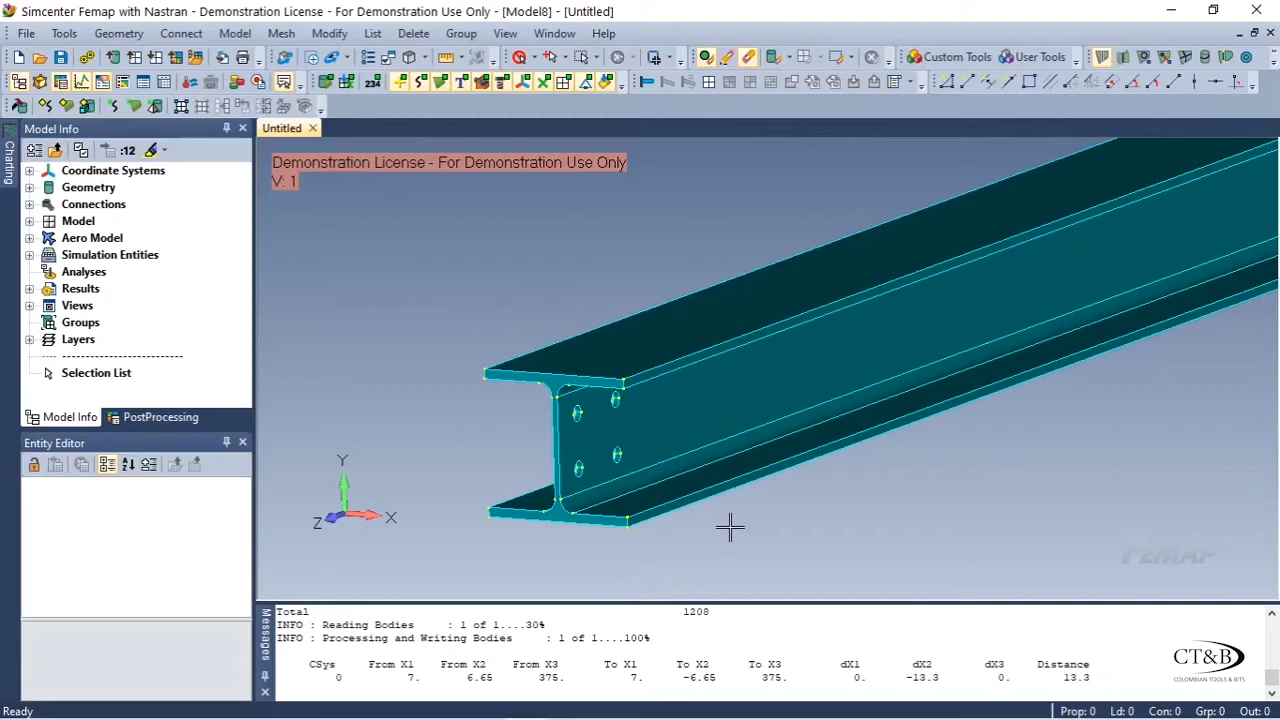 Simcenter Femap with Nastran - Demonstration License - For Demonstration Use Only - [Model8] - [Untitled]
File Tools Geometry Connect Model Mesh Modify List Delete Group View Window Help
Custom Tools User Tools
234
Model Info
Untitled
Charting
:12
Demonstration License - For Demonstration Use Only
V: 1
Coordinate Systems
Geometry
Connections
Model
Aero Model
Simulation Entities
Analyses
Results
Views
Groups
Layers
Selection List
Model Info PostProcessing
Entity Editor
Y
X
Z
FEMAP
Messages
Total 1208
INFO : Reading Bodies : 1 of 1....30%
INFO : Processing and Writing Bodies : 1 of 1....100%
CSys From X1 From X2 From X3 To X1 To X2 To X3 dX1 dX2 dX3 Distance
0 7. 6.65 375. 7. -6.65 375. 0. -13.3 0. 13.3
CT&B
COLOMBIAN TOOLS & BITS
Ready Prop: 0 Ld: 0 Con: 0 Grp: 0 Out: 0